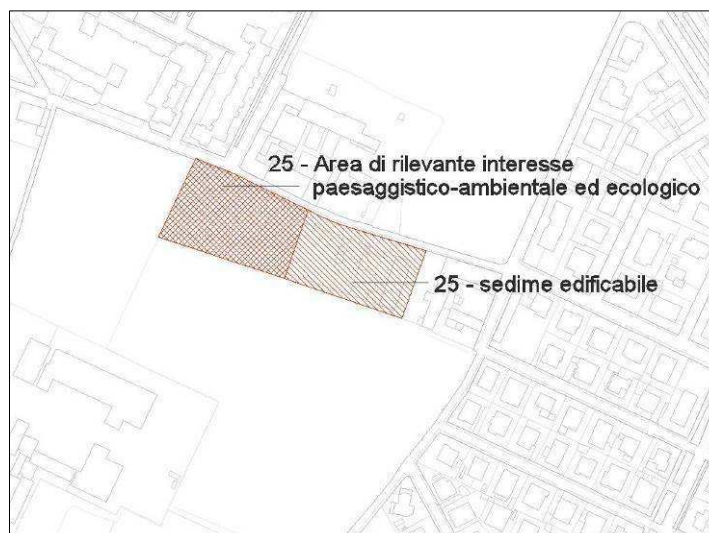 25 - Area di rilevante interesse
paesaggistico-ambientale ed ecologico
25 - sedime edificabile